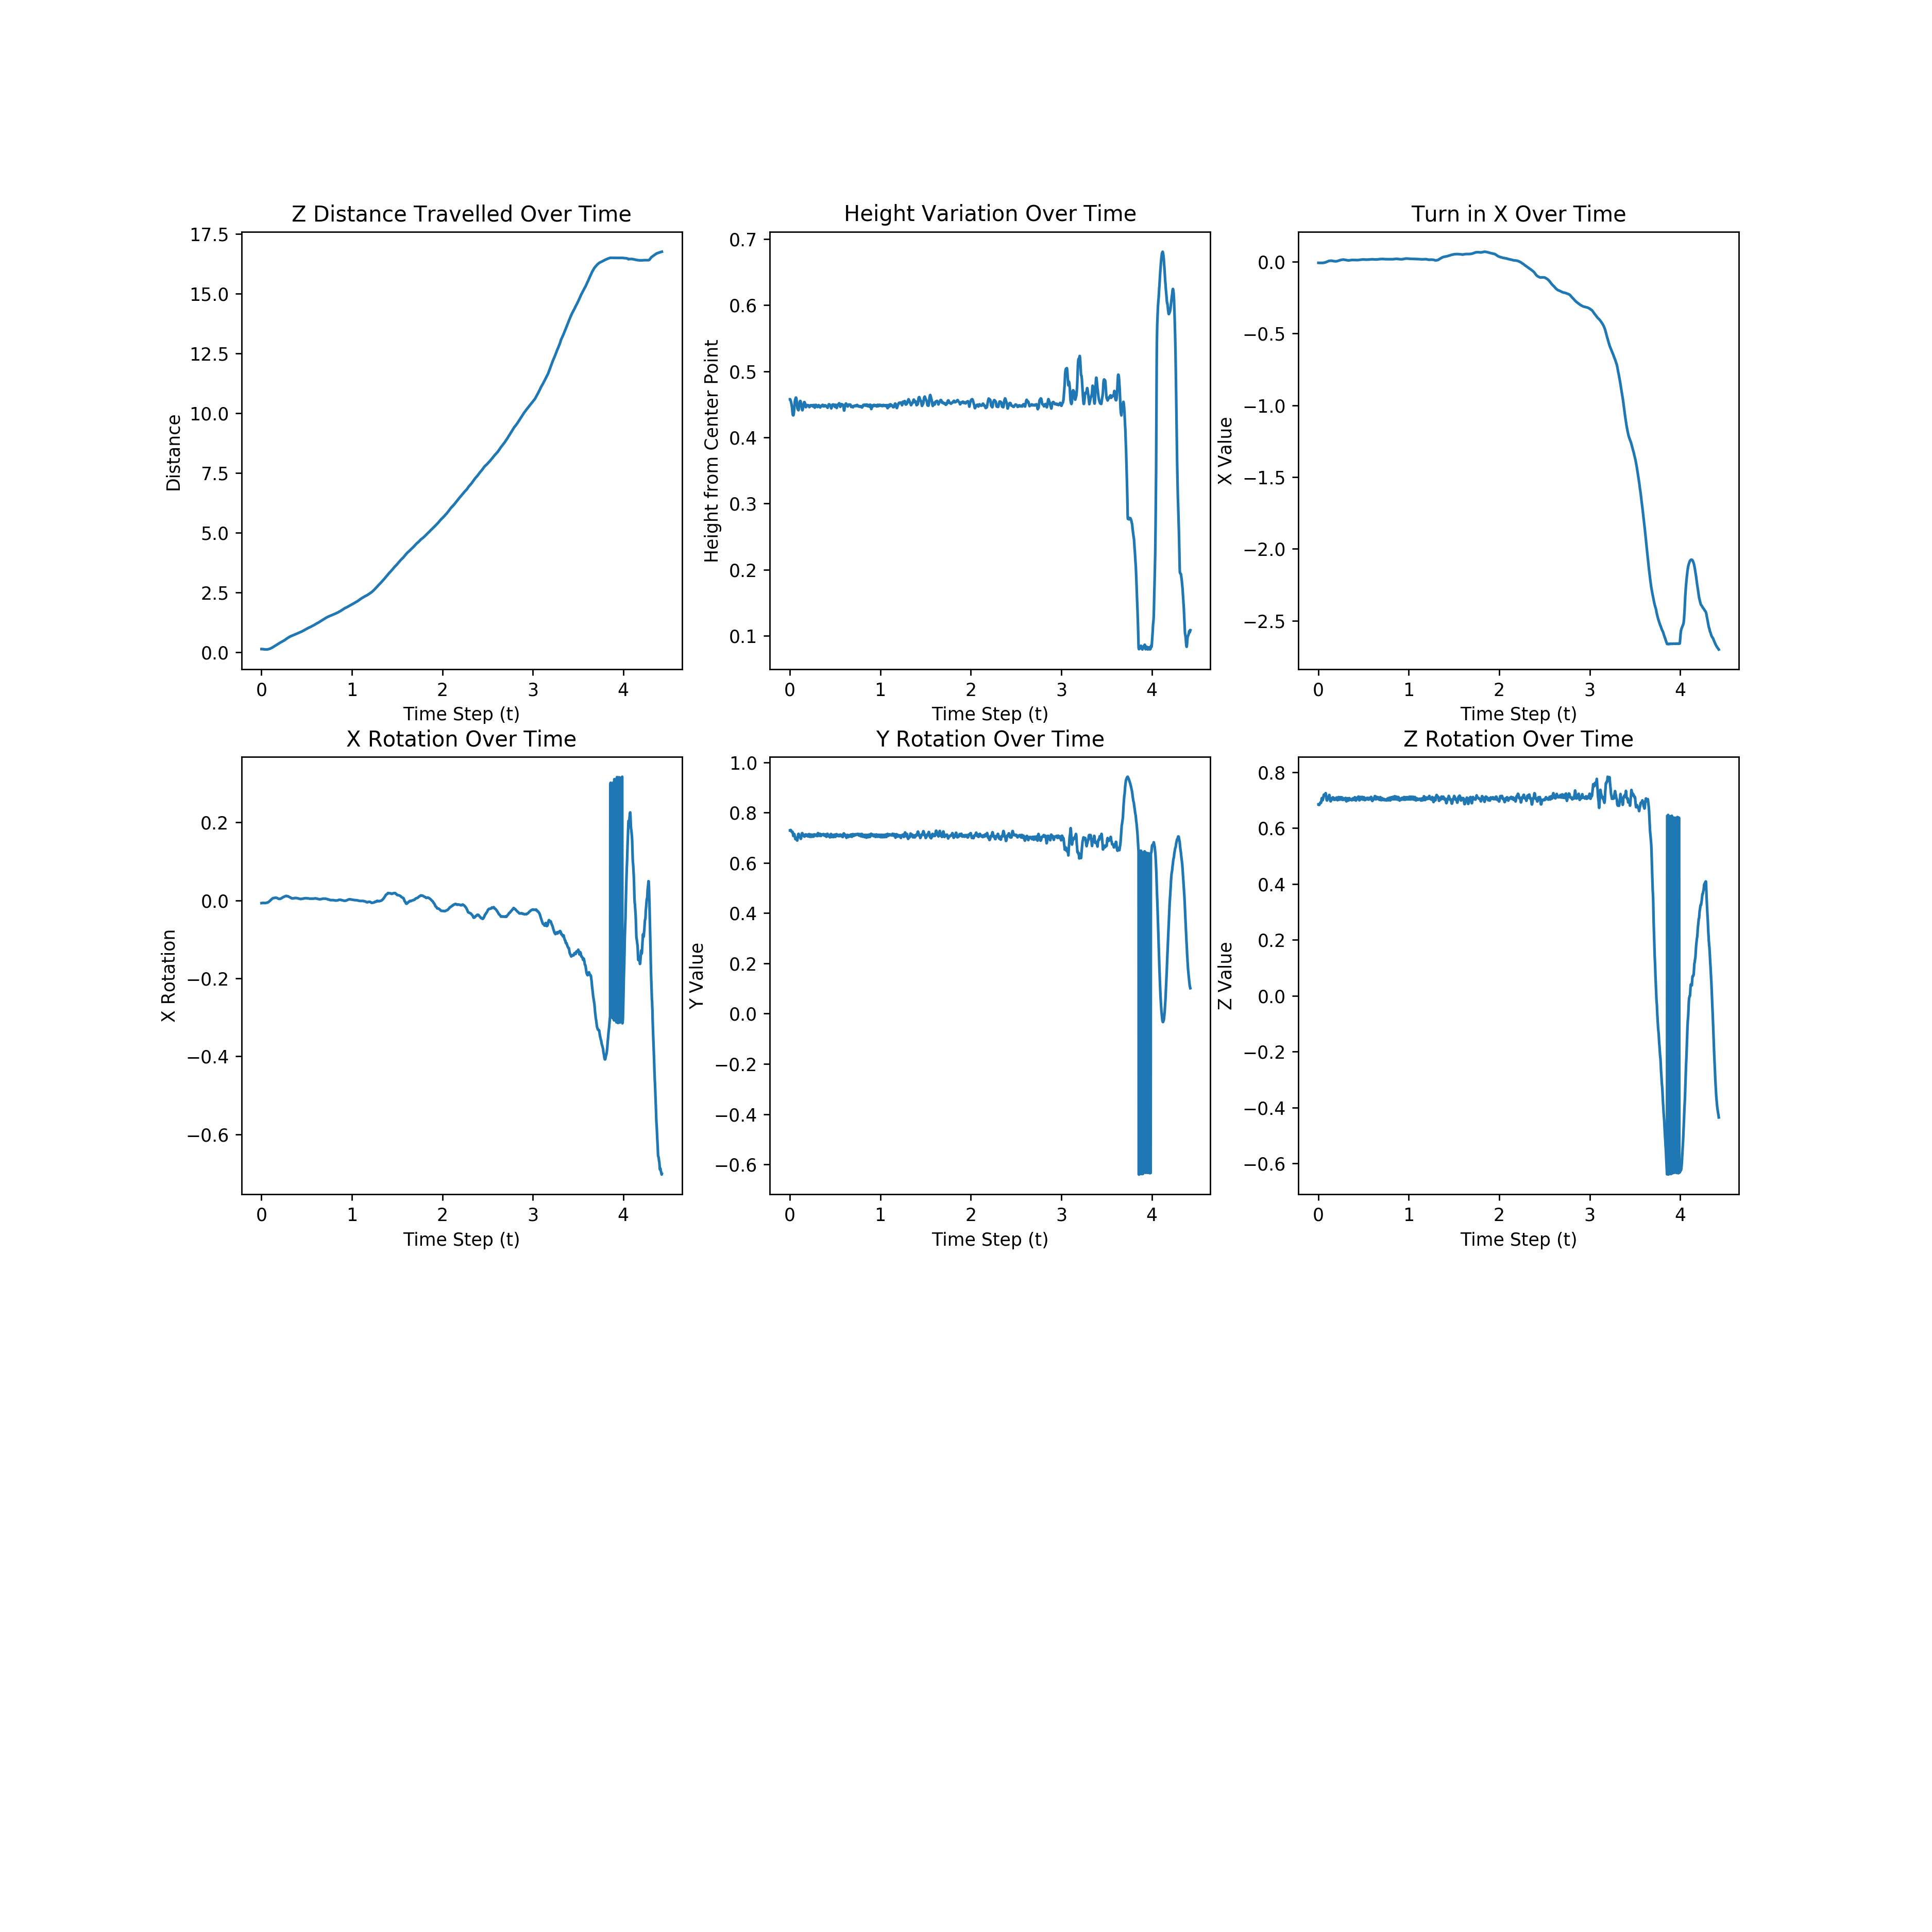 Z Distance Travelled Over Time
17.5
15.0
12.5
10.0
7.5
5.0
2.5
0.0
Distance
0 1 2 3 4
Time Step (t)
Height Variation Over Time
0.7
0.6
0.5
0.4
0.3
0.2
0.1
Height from Center Point
0 1 2 3 4
Time Step (t)
Turn in X Over Time
0.0
−0.5
−1.0
−1.5
−2.0
−2.5
X Value
0 1 2 3 4
Time Step (t)
X Rotation Over Time
0.2
0.0
−0.2
−0.4
−0.6
X Rotation
0 1 2 3 4
Time Step (t)
Y Rotation Over Time
1.0
0.8
0.6
0.4
0.2
0.0
−0.2
−0.4
−0.6
Y Value
0 1 2 3 4
Time Step (t)
Z Rotation Over Time
0.8
0.6
0.4
0.2
0.0
−0.2
−0.4
−0.6
Z Value
0 1 2 3 4
Time Step (t)